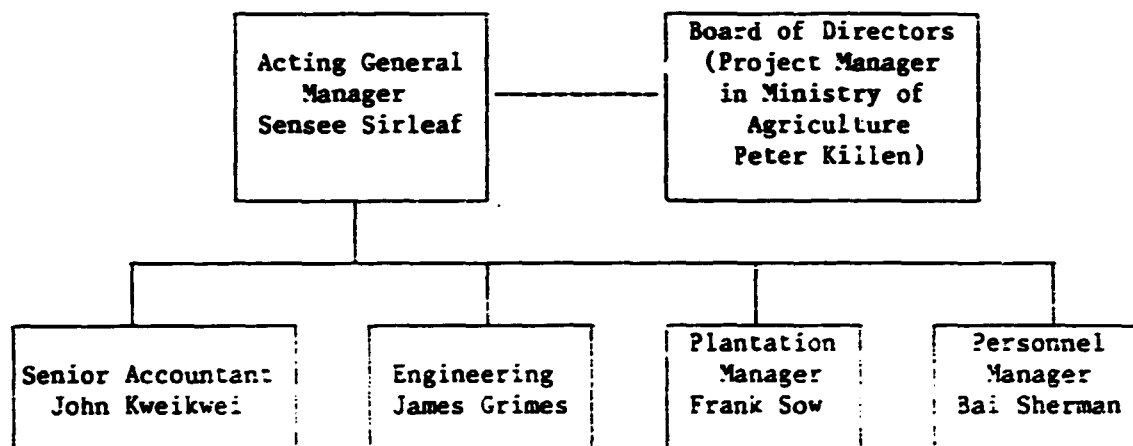 Acting General
Manager
Sensee Sirleaf
Board of Directors
(Project Manager
in Ministry of
Agriculture
Peter Killen)
Senior Accountant
John Kweikwei
Engineering
James Grimes
Plantation
Manager
Frank Sow
Personnel
Manager
Bai Sherman